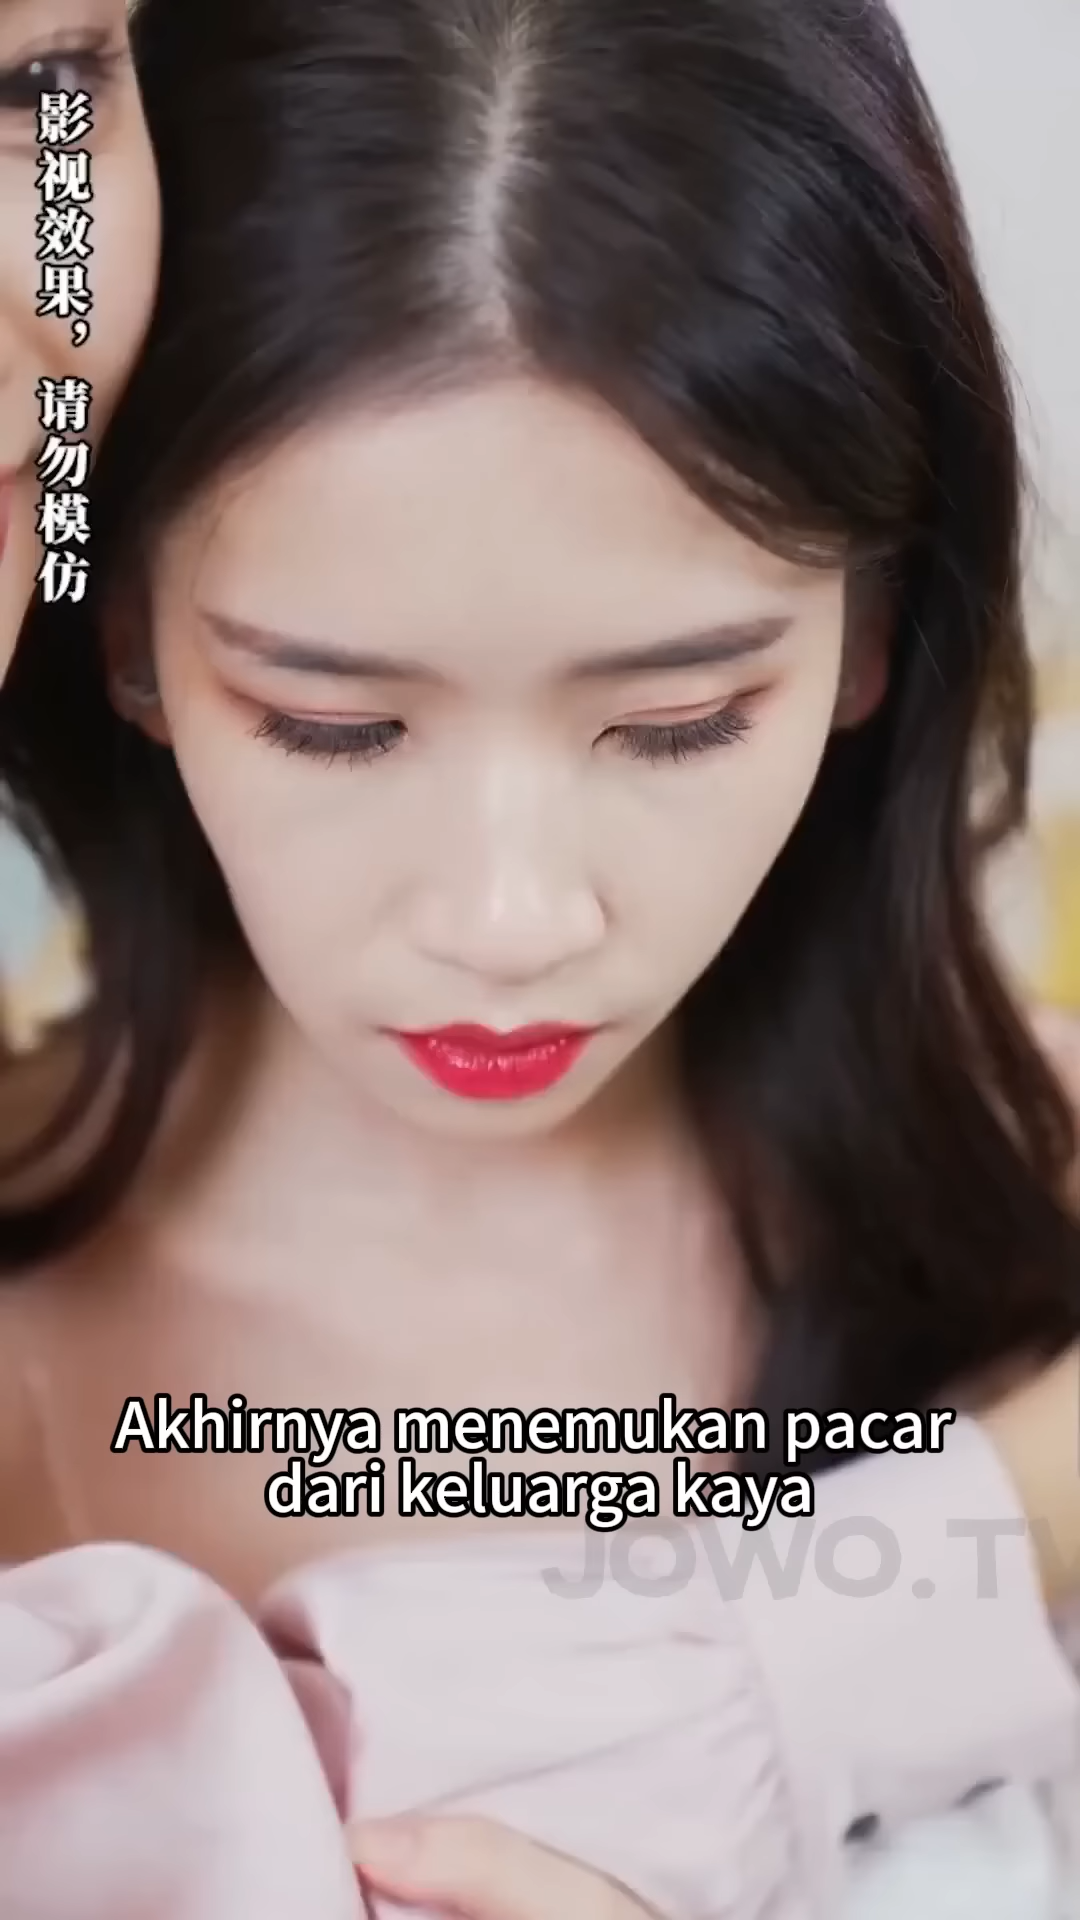 影视效果，请勿模仿
Akhirnya menemukan pacar
dari keluarga kaya
JOWO.TV